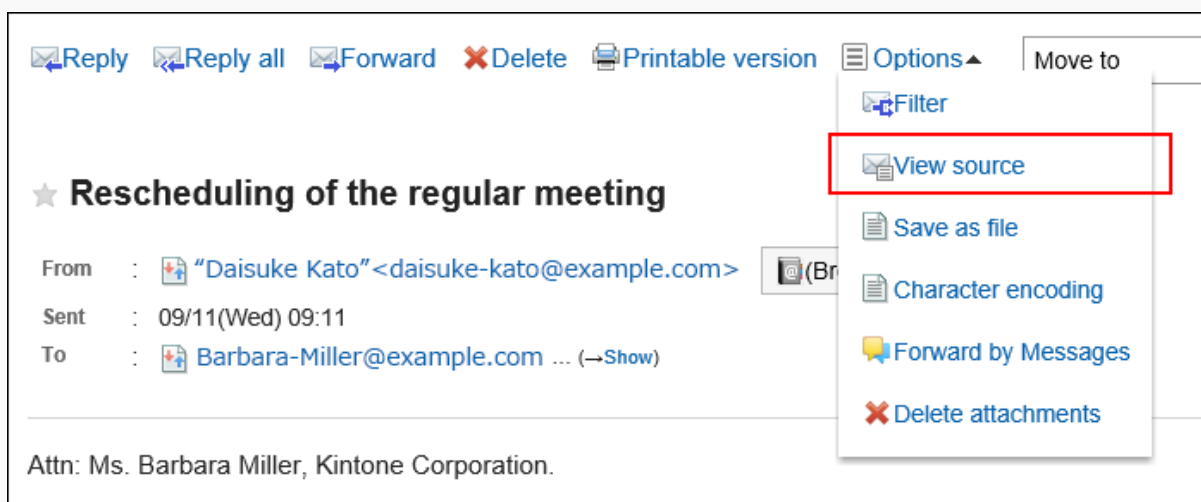 Reply Reply all Forward Delete Printable version Options▲ Move to
Filter
View source
Rescheduling of the regular meeting
Save as file
From : “Daisuke Kato”<daisuke-kato@example.com> @ (Br
Character encoding
Sent : 09/11(Wed) 09:11
To : Barbara-Miller@example.com ... (→Show)
Forward by Messages
Delete attachments
Attn: Ms. Barbara Miller, Kintone Corporation.